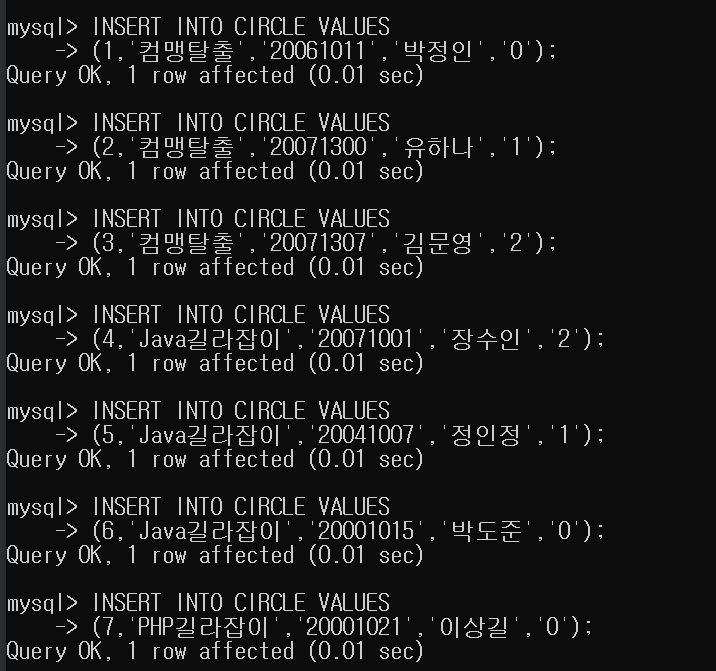 mysql> INSERT INTO CIRCLE VALUES
-> (1,'컴맹탈출','20061011','박정인','0');
Query OK, 1 row affected (0.01 sec)
mysql> INSERT INTO CIRCLE VALUES
-> (2,'컴맹탈출','20071300','유하나','1');
Query OK, 1 row affected (0.01 sec)
mysql> INSERT INTO CIRCLE VALUES
-> (3,'컴맹탈출','20071307','김문영','2');
Query OK, 1 row affected (0.01 sec)
mysql> INSERT INTO CIRCLE VALUES
-> (4,'Java길라잡이','20071001','장수인','2');
Query OK, 1 row affected (0.01 sec)
mysql> INSERT INTO CIRCLE VALUES
-> (5,'Java길라잡이','20041007','정인정','1');
Query OK, 1 row affected (0.01 sec)
mysql> INSERT INTO CIRCLE VALUES
-> (6,'Java길라잡이','20001015','박도준','0');
Query OK, 1 row affected (0.01 sec)
mysql> INSERT INTO CIRCLE VALUES
-> (7,'PHP길라잡이','20001021','이상길','0');
Query OK, 1 row affected (0.01 sec)